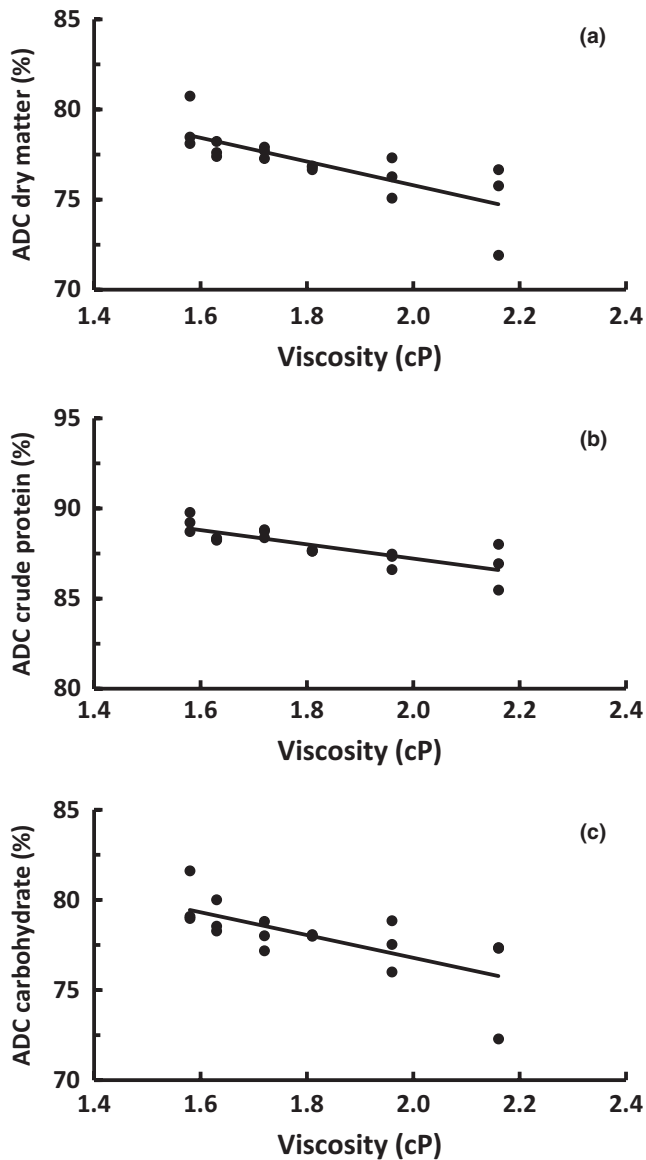 85
(a)
80
75
70
ADC dry matter (%)
1.4 1.6 1.8 2.0 2.2 2.4
Viscosity (cP)
95
(b)
90
85
80
ADC crude protein (%)
1.4 1.6 1.8 2.0 2.2 2.4
Viscosity (cP)
85
(c)
80
75
70
ADC carbohydrate (%)
1.4 1.6 1.8 2.0 2.2 2.4
Viscosity (cP)